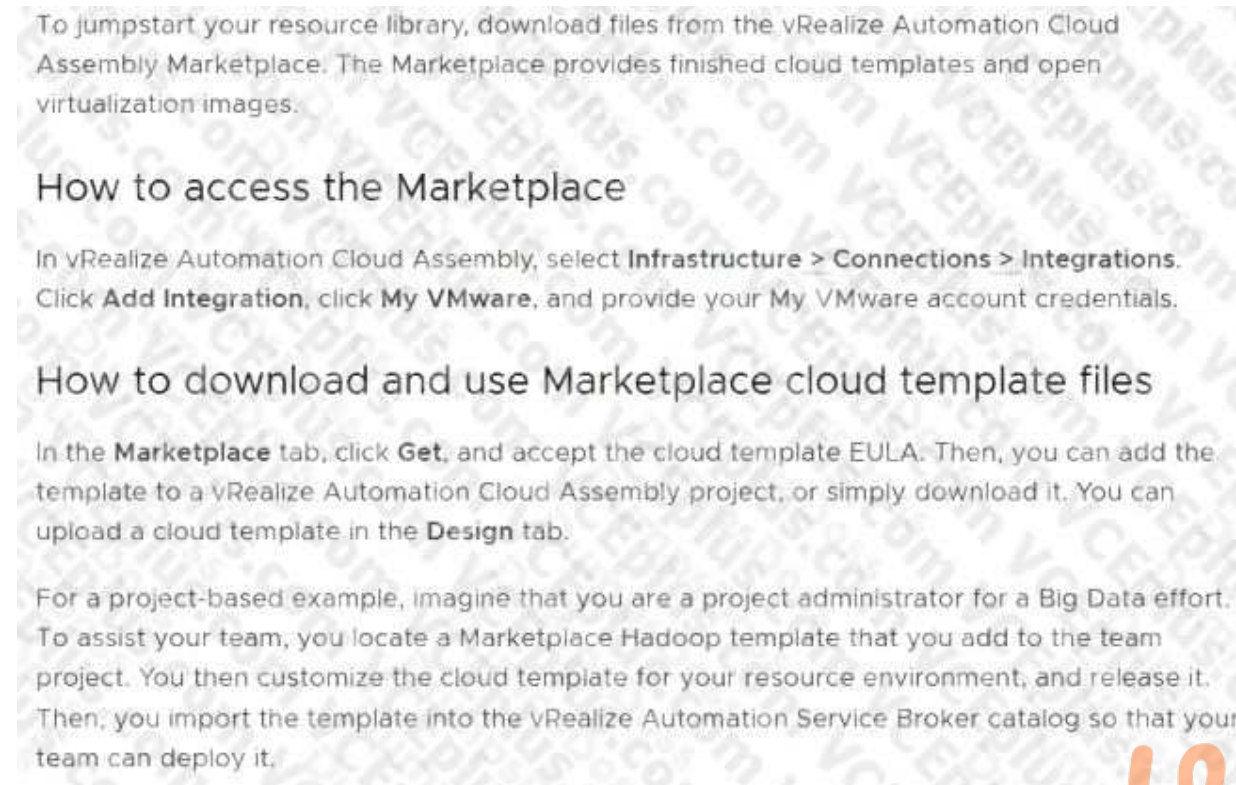 To jumpstart your resource library, download files from the vRealize Automation Cloud
Assembly Marketplace. The Marketplace provides finished cloud templates and open
virtualization images.
How to access the Marketplace
In vRealize Automation Cloud Assembly, select Infrastructure > Connections > Integrations.
Click Add Integration, click My VMware, and provide your My VMware account credentials.
How to download and use Marketplace cloud template files
In the Marketplace tab, click Get, and accept the cloud template EULA. Then, you can add the
template to a vRealize Automation Cloud Assembly project, or simply download it. You can
upload a cloud template in the Design tab.
For a project-based example, imagine that you are a project administrator for a Big Data effort.
To assist your team, you locate a Marketplace Hadoop template that you add to the team
project. You then customize the cloud template for your resource environment, and release it.
Then, you import the template into the vRealize Automation Service Broker catalog so that your
team can deploy it.
VCEplus.com